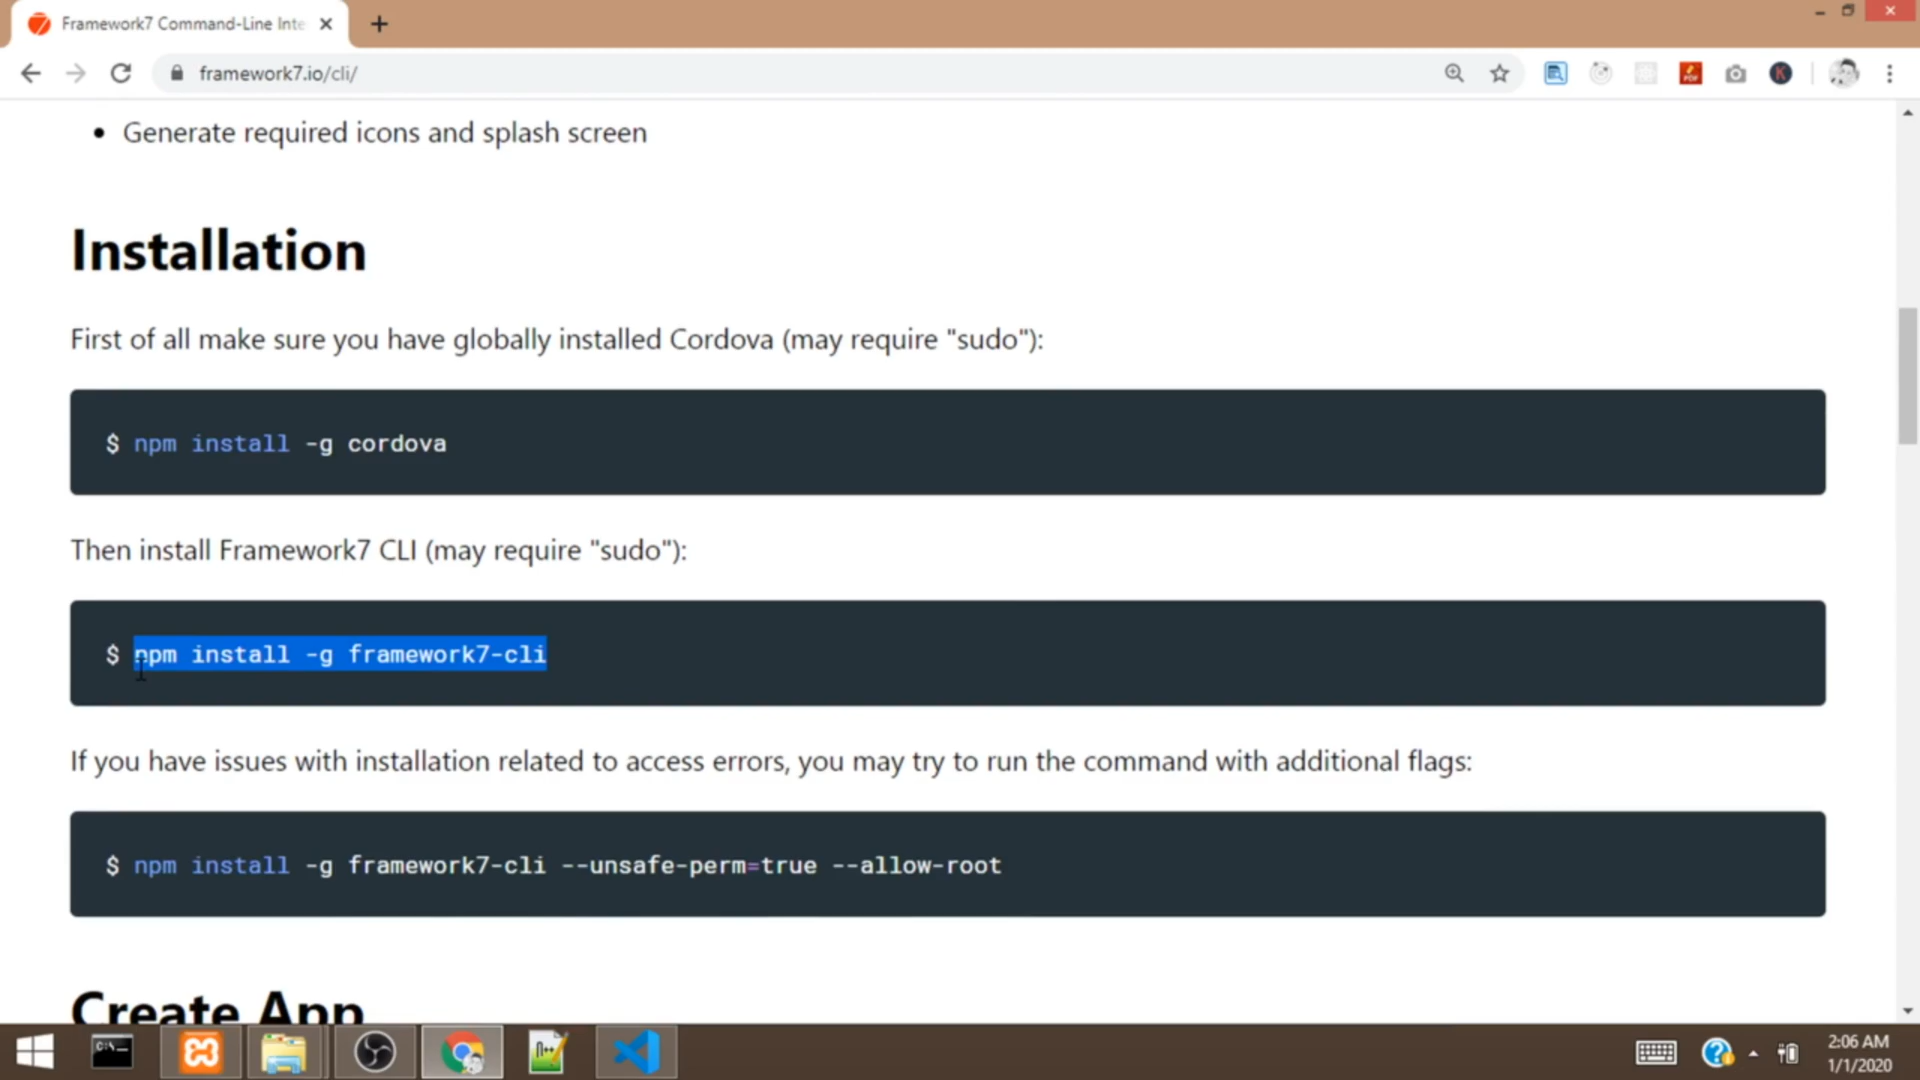 Framework7 Command-Line Inte
framework7.io/cli/
Generate required icons and splash screen
Installation
First of all make sure you have globally installed Cordova (may require "sudo"):
$ npm install -g cordova
Then install Framework7 CLI (may require "sudo"):
$ npm install -g framework7-cli
If you have issues with installation related to access errors, you may try to run the command with additional flags:
$ npm install -g framework7-cli --unsafe-perm=true --allow-root
Create App
2:06 AM
1/1/2020